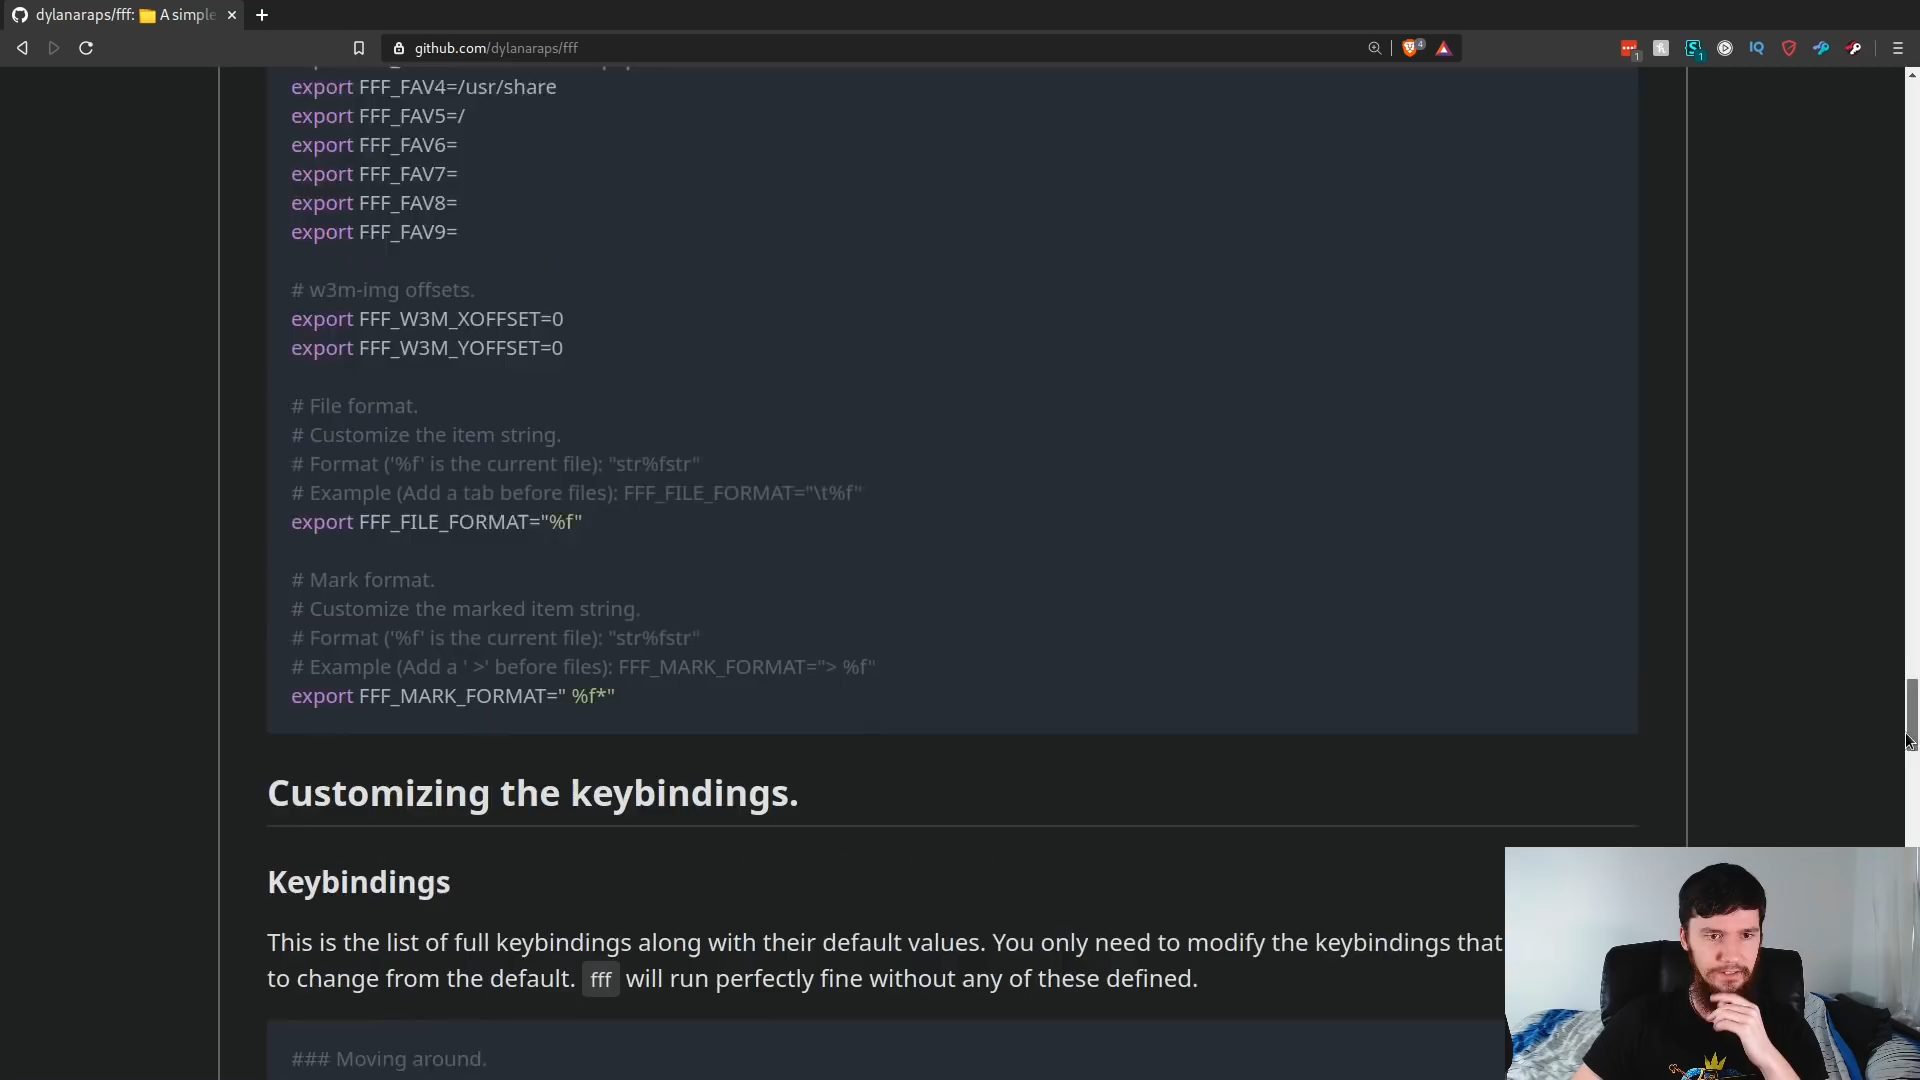 dylanaraps/fff: 📁 A simple
github.com/dylanaraps/fff
export FFF_FAV4=/usr/share
export FFF_FAV5=/
export FFF_FAV6=
export FFF_FAV7=
export FFF_FAV8=
export FFF_FAV9=
# w3m-img offsets.
export FFF_W3M_XOFFSET=0
export FFF_W3M_YOFFSET=0
# File format.
# Customize the item string.
# Format ('%f' is the current file): "str%fstr"
# Example (Add a tab before files): FFF_FILE_FORMAT="\t%f"
export FFF_FILE_FORMAT="%f"
# Mark format.
# Customize the marked item string.
# Format ('%f' is the current file): "str%fstr"
# Example (Add a ' >' before files): FFF_MARK_FORMAT="> %f"
export FFF_MARK_FORMAT=" %f*"
Customizing the keybindings.
Keybindings
This is the list of full keybindings along with their default values. You only need to modify the keybindings that
to change from the default. fff will run perfectly fine without any of these defined.
### Moving around.